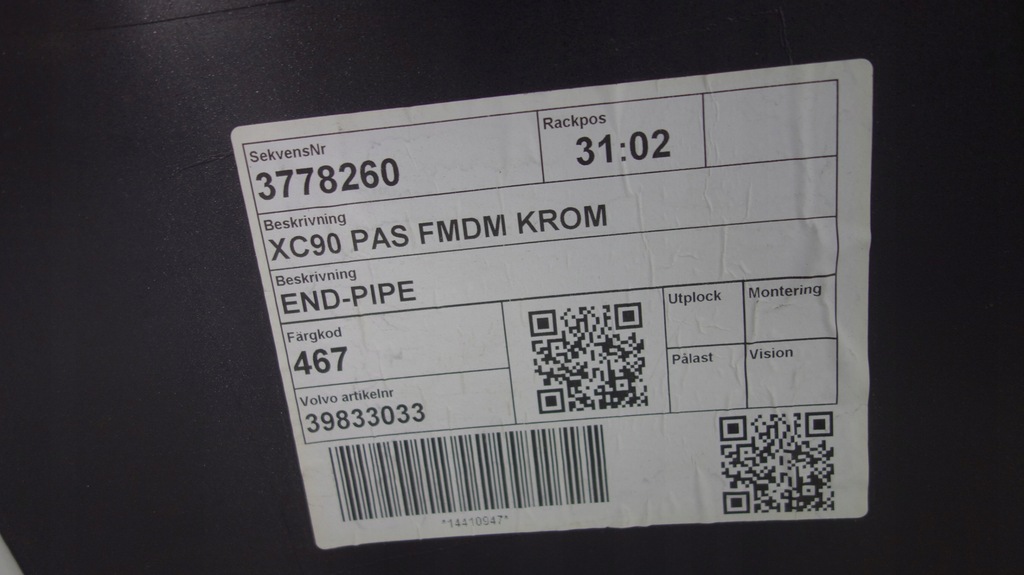 SekvensNr
3778260
Rackpos
31:02
Beskrivning
XC90 PAS FMDM KROM
Beskrivning
END-PIPE
Färgkod
467
Utplock
Montering
Pålast
Vision
Volvo artikelnr
39833033
*14410947*